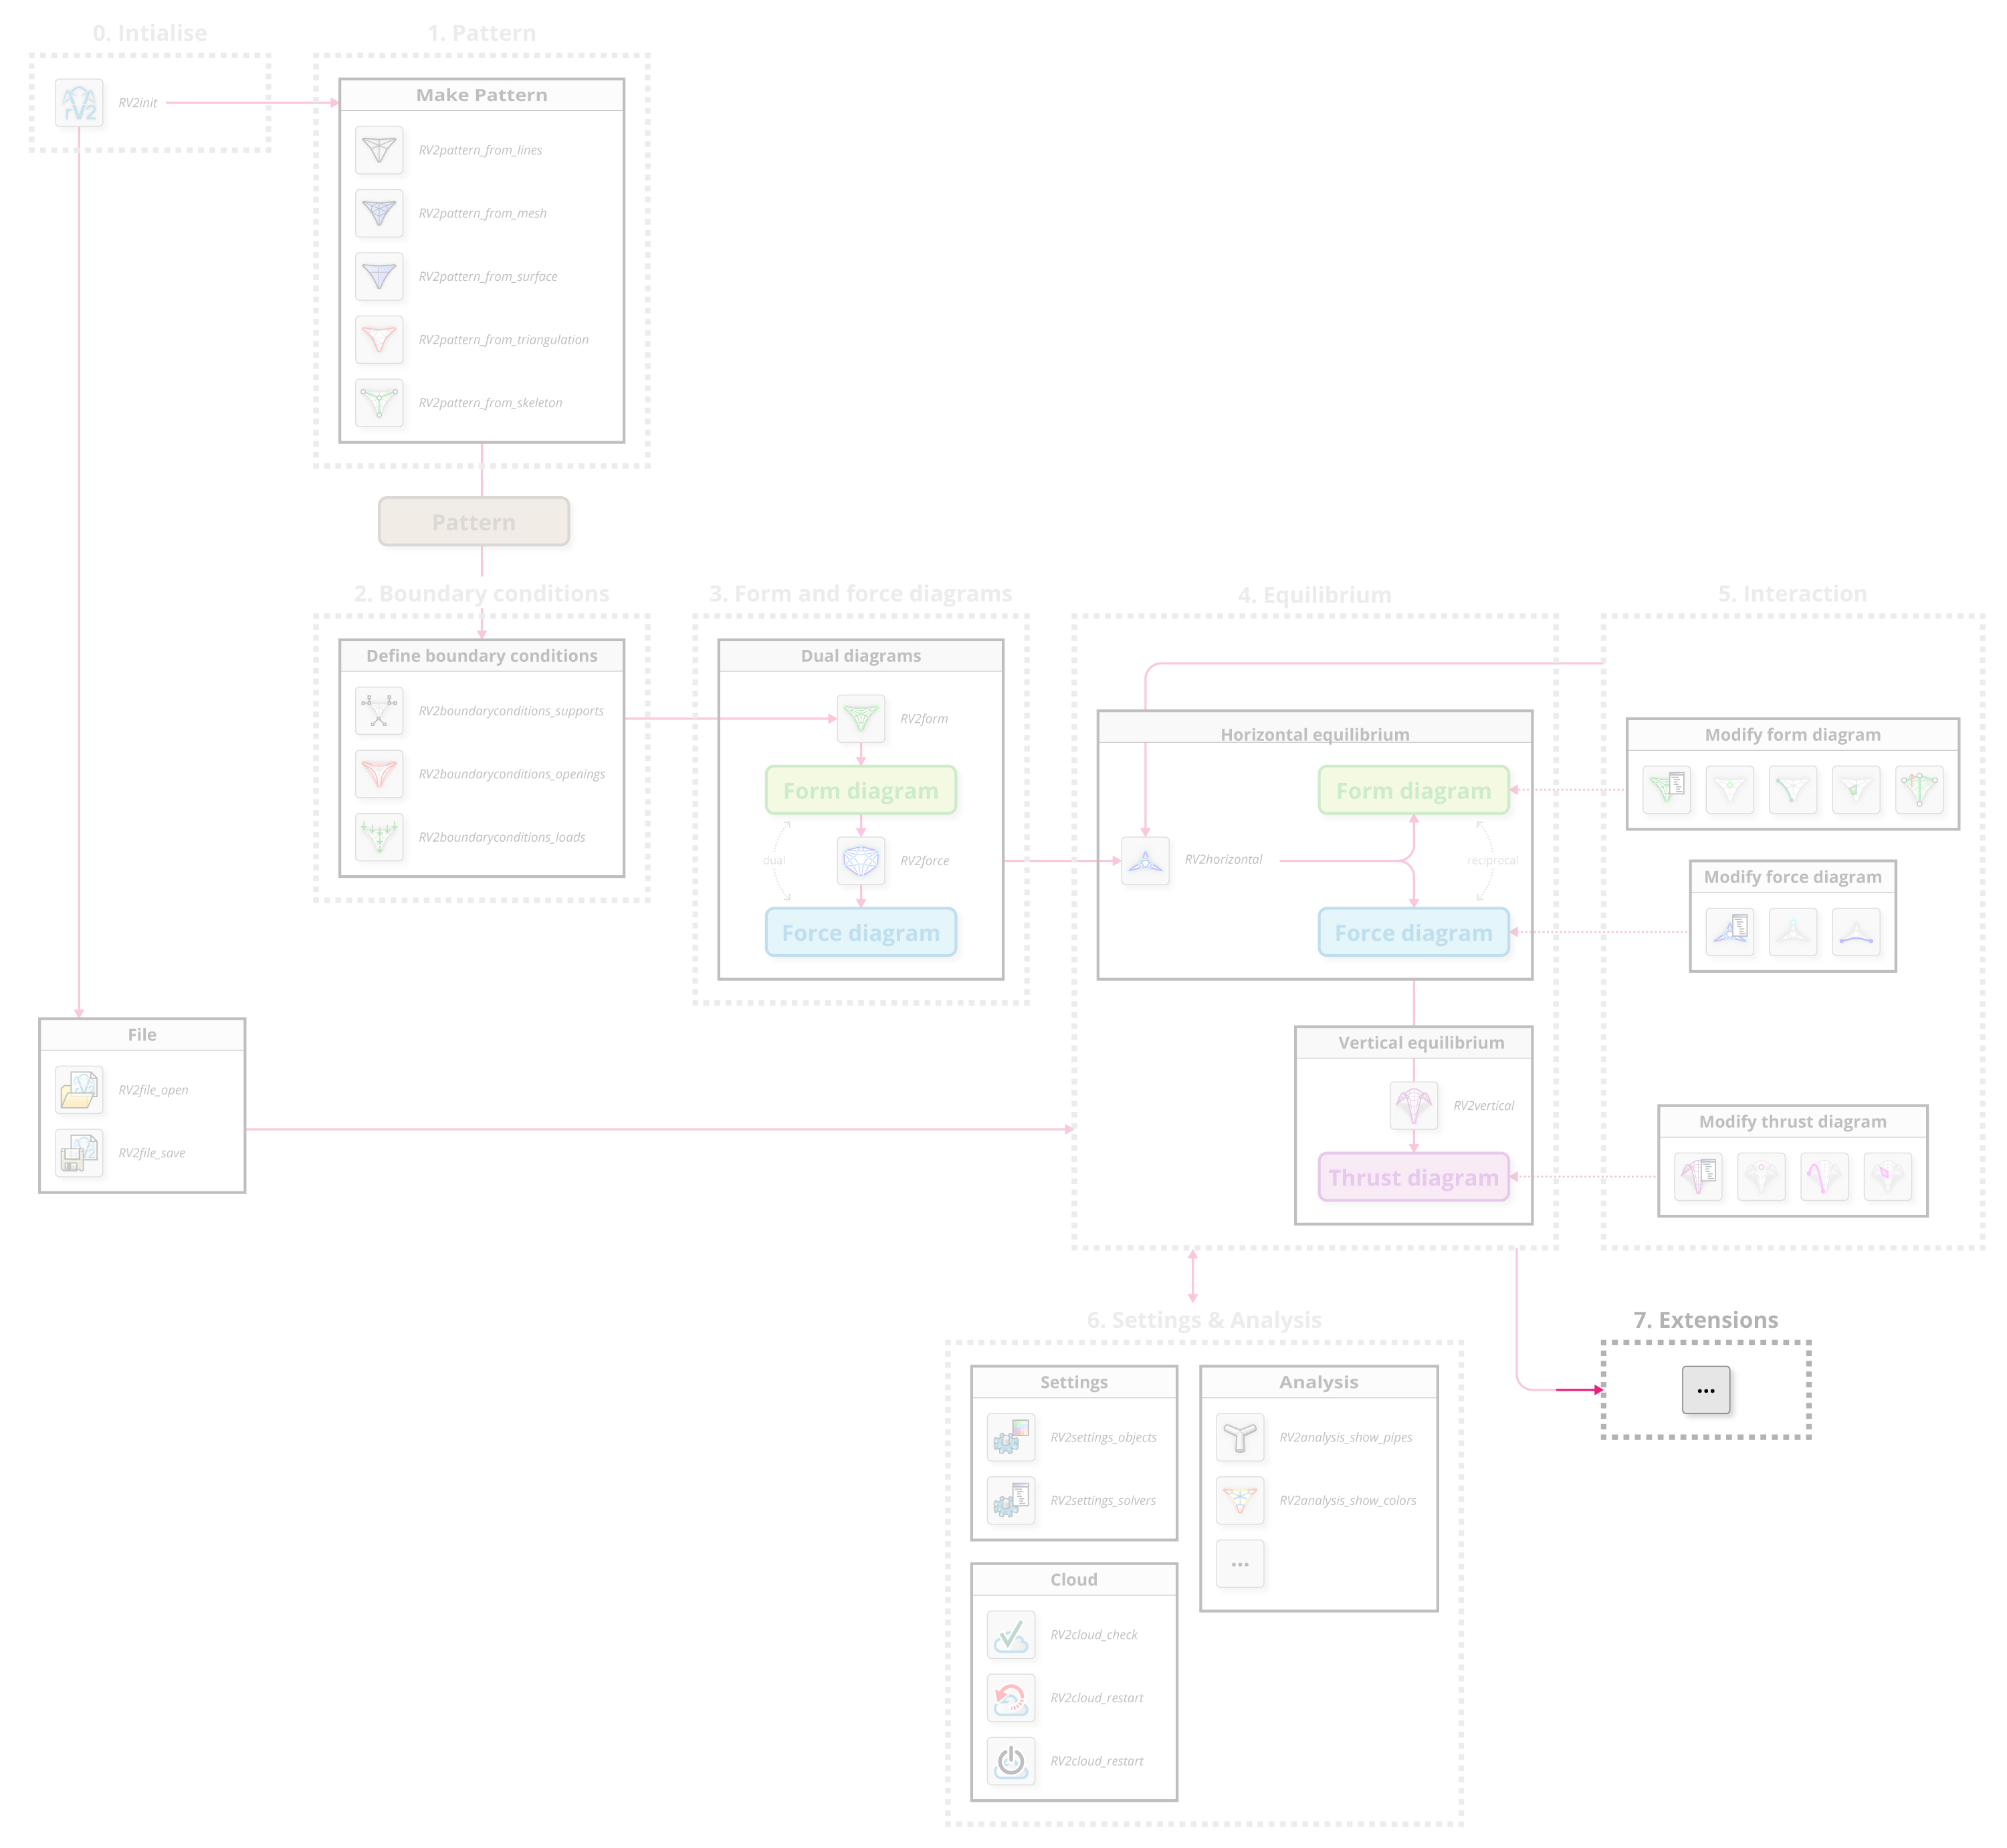 0. Intialise
1. Pattern
RV2init
Make Pattern
RV2pattern_from_lines
RV2pattern_from_mesh
RV2pattern_from_surface
RV2pattern_from_triangulation
RV2pattern_from_skeleton
Pattern
2. Boundary conditions
Define boundary conditions
RV2boundaryconditions_supports
RV2boundaryconditions_openings
RV2boundaryconditions_loads
3. Form and force diagrams
Dual diagrams
RV2form
Form diagram
dual
RV2force
Force diagram
4. Equilibrium
Horizontal equilibrium
Form diagram
RV2horizontal
reciprocal
Force diagram
Vertical equilibrium
RV2vertical
Thrust diagram
5. Interaction
Modify form diagram
Modify force diagram
Modify thrust diagram
File
RV2file_open
RV2file_save
6. Settings & Analysis
Settings
RV2settings_objects
RV2settings_solvers
Cloud
RV2cloud_check
RV2cloud_restart
RV2cloud_restart
Analysis
RV2analysis_show_pipes
RV2analysis_show_colors
...
7. Extensions
...